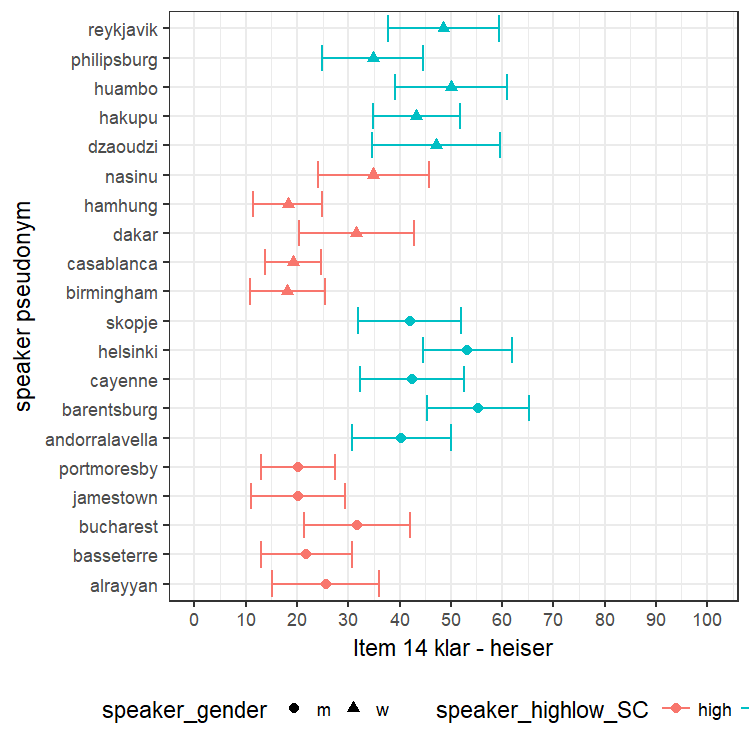 reykjavik
philipsburg
huambo
hakupu
dzaoudzi
nasinu
hamhung
dakar
casablanca
birmingham
skopje
helsinki
cayenne
barentsburg
andorralavella
portmoresby
jamestown
bucharest
basseterre
alrayyan
speaker pseudonym
0 10 20 30 40 50 60 70 80 90 100
Item 14 klar - heiser
speaker_gender m w speaker_highlow_SC high